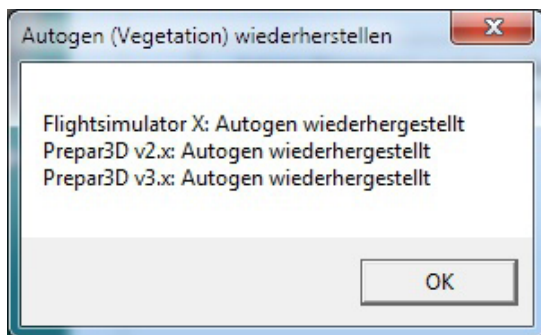 Autogen (Vegetation) wiederherstellen
Flightsimulator X: Autogen wiederhergestellt
Prepar3D v2.x: Autogen wiederhergestellt
Prepar3D v3.x: Autogen wiederhergestellt
OK